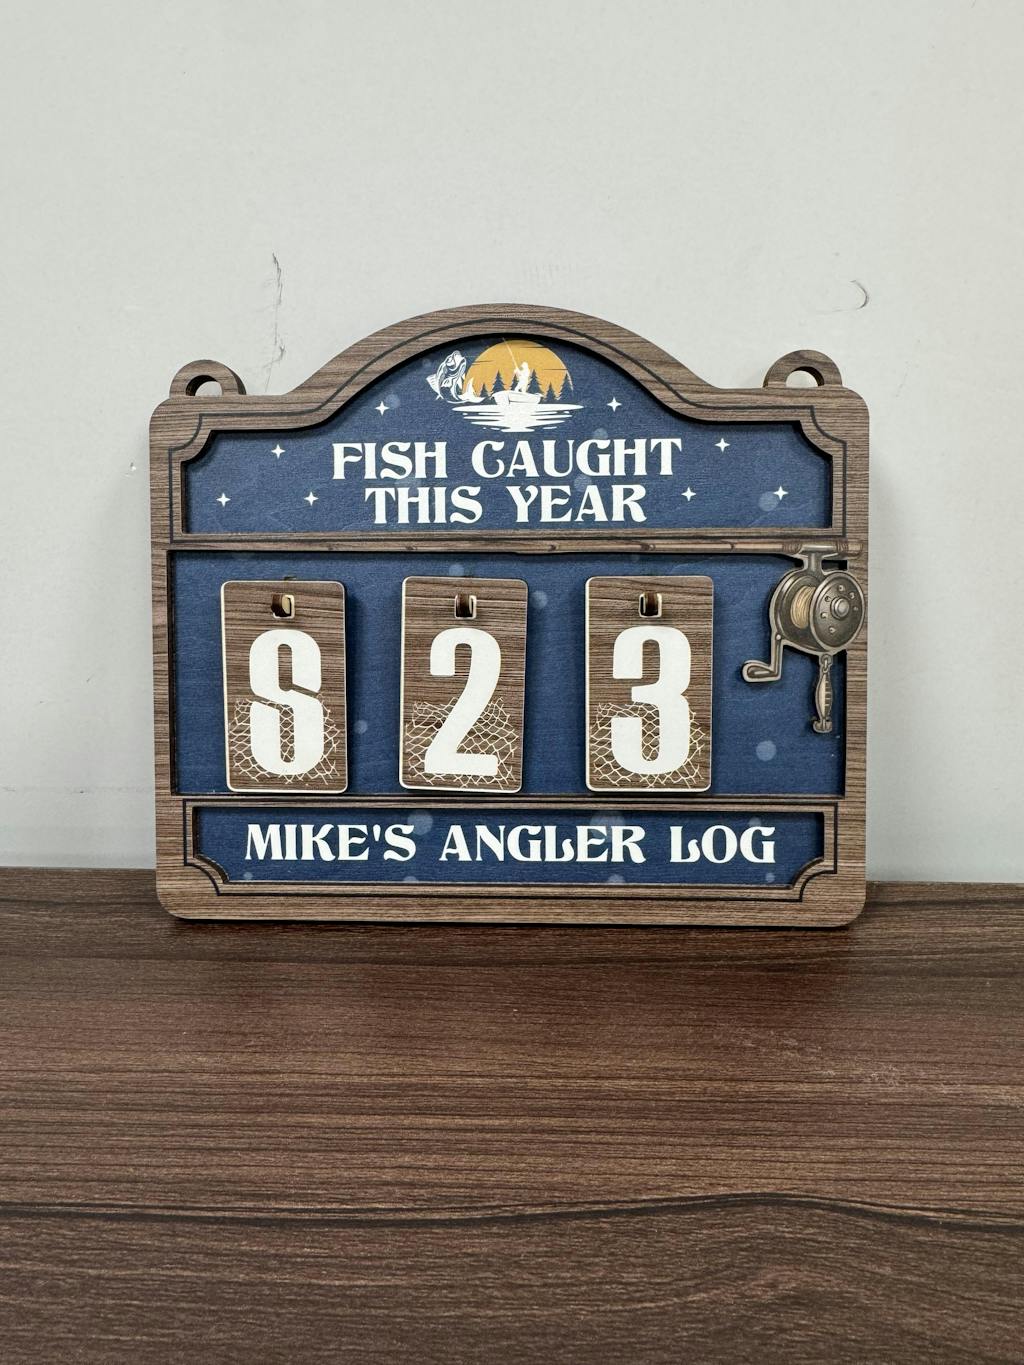 FISH CAUGHT
THIS YEAR
S23
MIKE'S ANGLER LOG